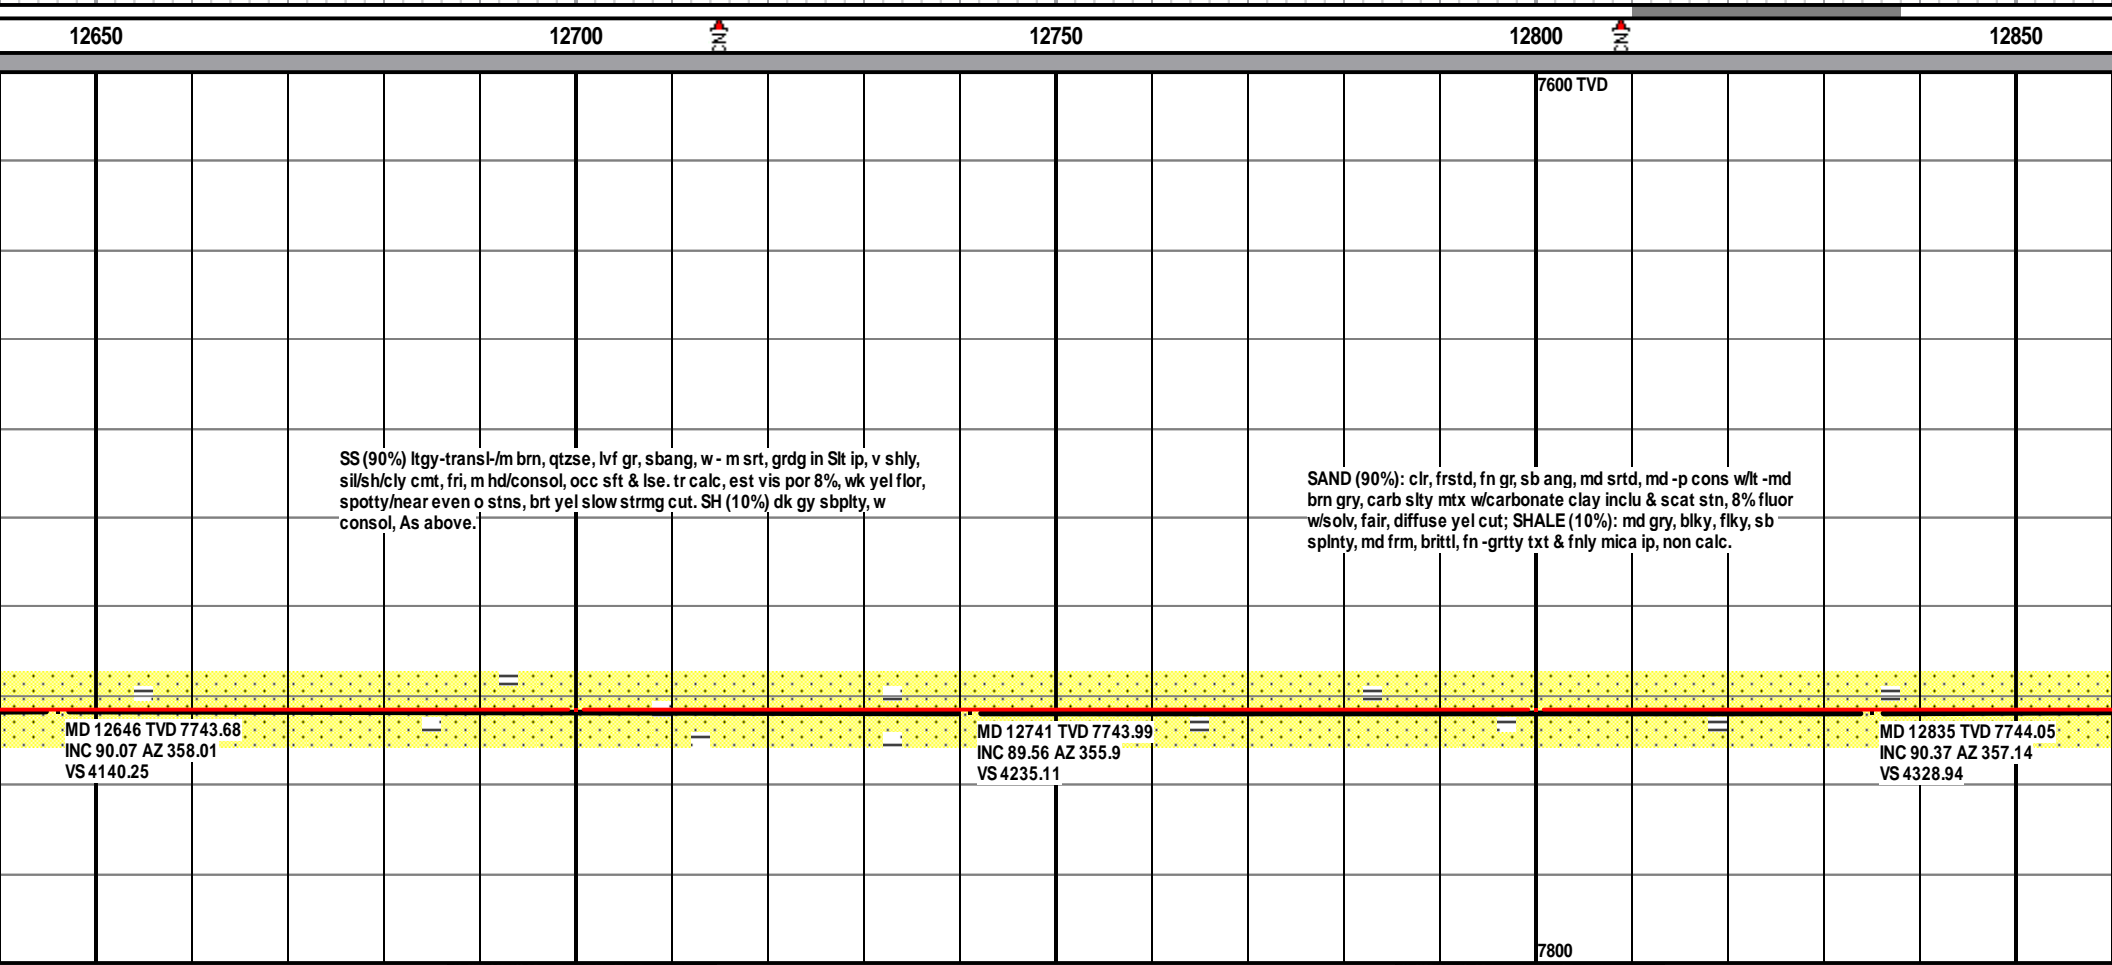 12650
12700
CN
12750
12800
CN
12850
7600 TVD
SS (90%) ltgy-transl-/m brn, qtzse, lvf gr, sbang, w - m srt, grdg in Slt ip, v shly,
sil/sh/cly cmt, fri, m hd/consol, occ sft & lse. tr calc, est vis por 8%, wk yel flor,
spotty/near even o stns, brt yel slow strmg cut. SH (10%) dk gy sbplty, w
consol, As above.
SAND (90%): clr, frstd, fn gr, sb ang, md srtd, md -p cons w/lt -md
brn gry, carb slty mtx w/carbonate clay inclu & scat stn, 8% fluor
w/solv, fair, diffuse yel cut; SHALE (10%): md gry, blky, flky, sb
splnty, md frm, brittl, fn -grtty txt & fnly mica ip, non calc.
MD 12646 TVD 7743.68
INC 90.07 AZ 358.01
VS 4140.25
MD 12741 TVD 7743.99
INC 89.56 AZ 355.9
VS 4235.11
MD 12835 TVD 7744.05
INC 90.37 AZ 357.14
VS 4328.94
7800